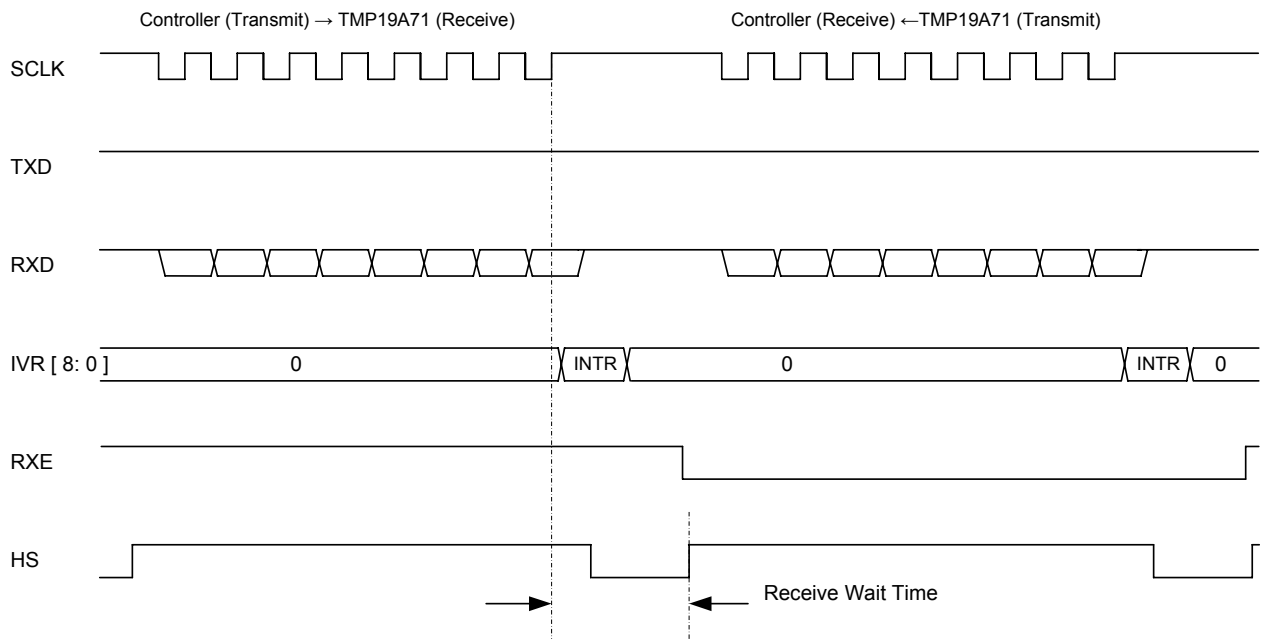 Controller (Transmit) → TMP19A71 (Receive)
Controller (Receive) ←TMP19A71 (Transmit)
SCLK
TXD
RXD
IVR [ 8: 0 ]
0
INTR
0
INTR
0
RXE
HS
Receive Wait Time